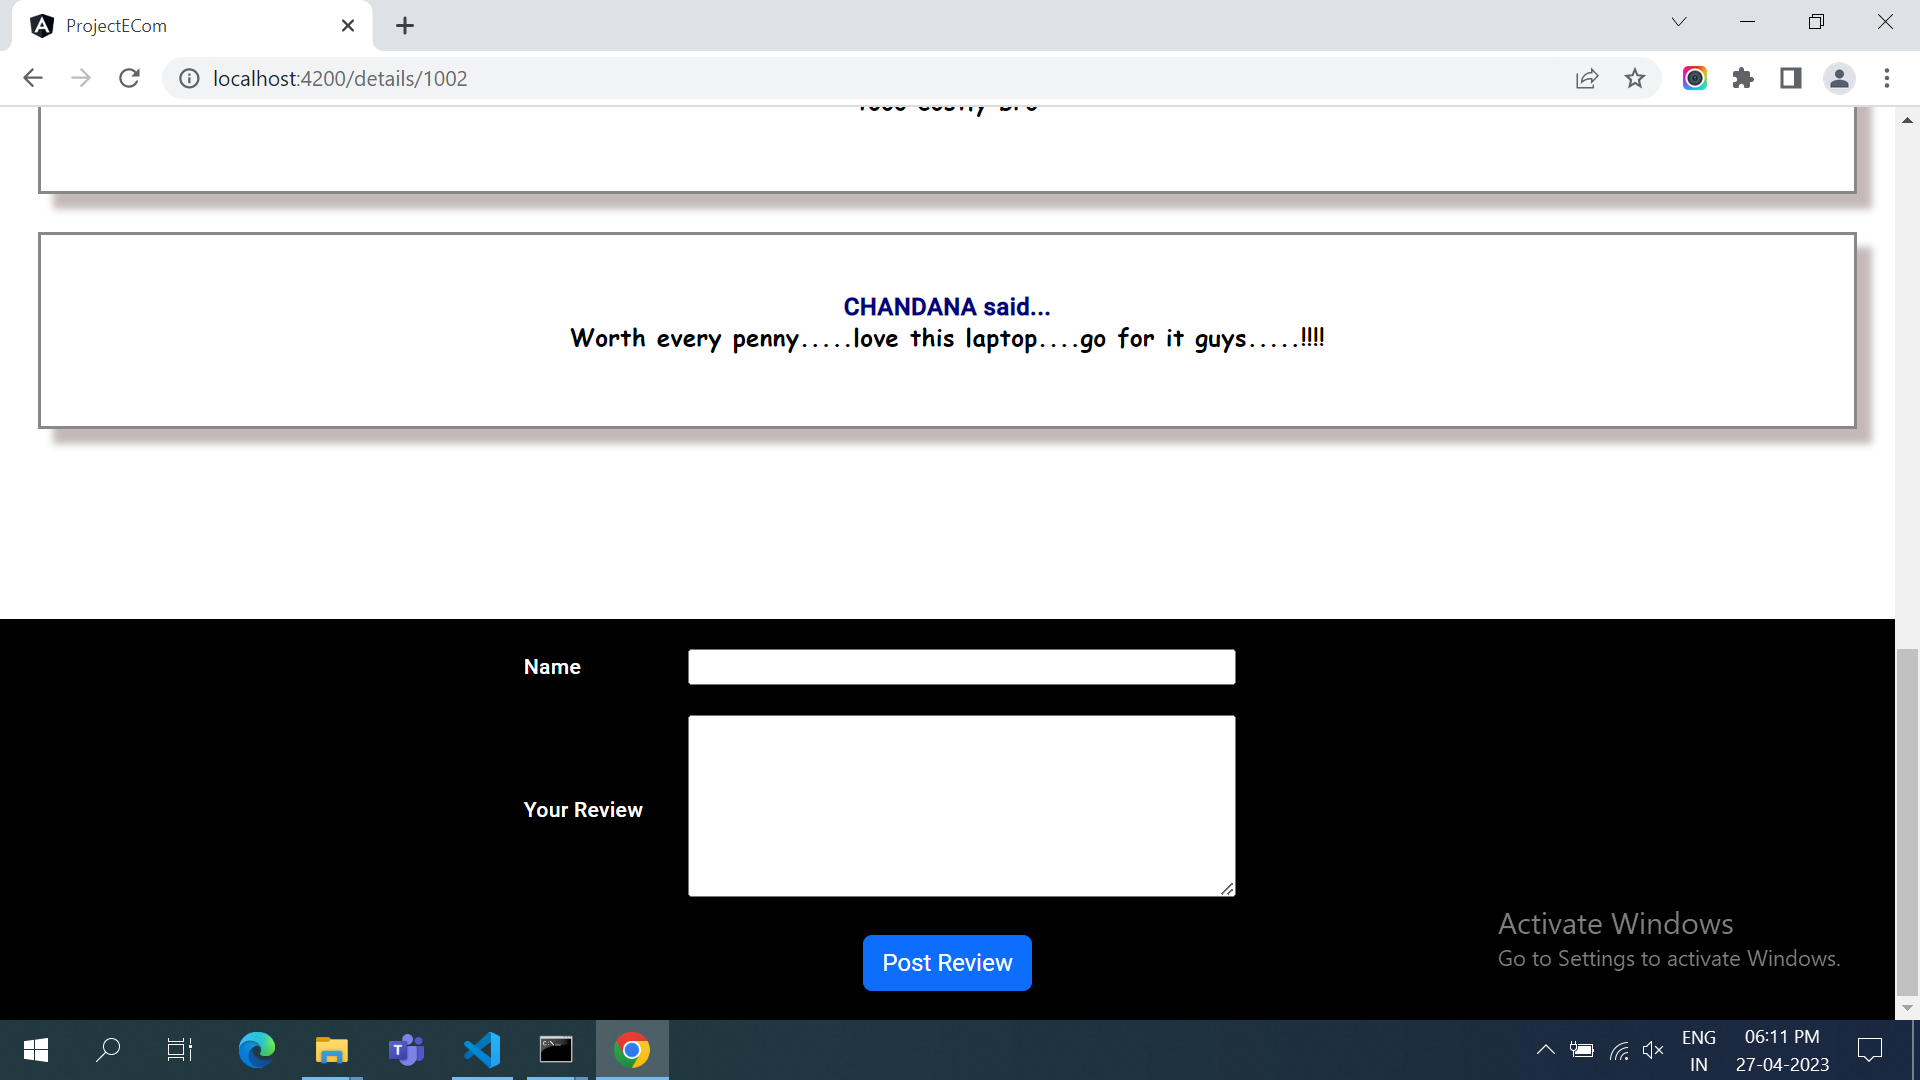 ProjectECom
localhost:4200/details/1002
CHANDANA said...
Worth every penny.....love this laptop....go for it guys.....!!!!
Name
Your Review
Post Review
Activate Windows
Go to Settings to activate Windows.
ENG
IN
06:11 PM
27-04-2023